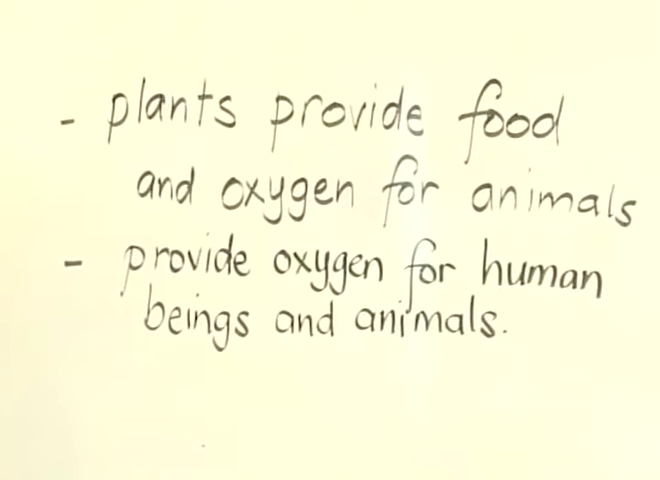 - plants provide food
and oxygen for animals
- provide oxygen for human
beings and animals.